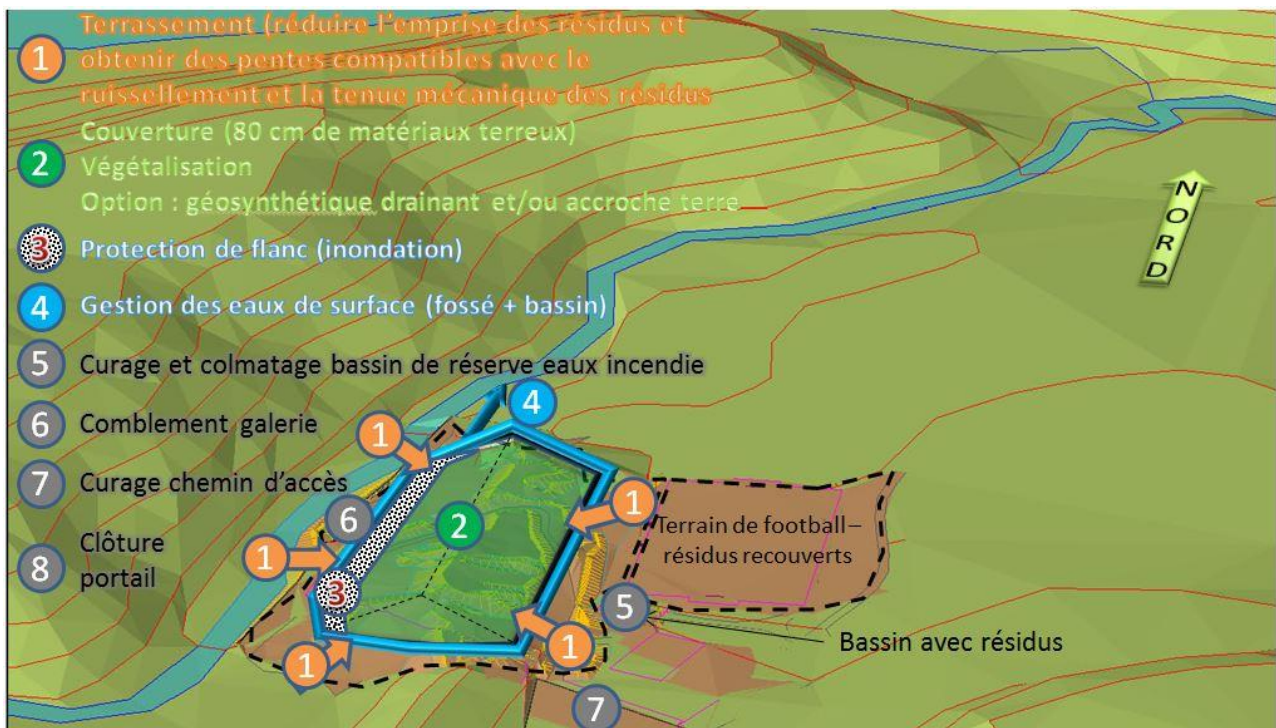 1 Terrassement (réduire l’emprise des résidus et
obtenir des pentes compatibles avec le
ruissellement et la tenue mécanique des résidus
2 Couverture (80 cm de matériaux terreux)
Végétalisation
Option : géosynthétique drainant et/ou accroche terre
3 Protection de flanc (inondation)
4 Gestion des eaux de surface (fossé + bassin)
5 Curage et colmatage bassin de réserve eaux incendie
6 Comblement galerie
7 Curage chemin d’accès
8 Clôture
portail
NORD
4
1
6
2
1
1
3
1
1
5
7
Terrain de football –
résidus recouverts
Bassin avec résidus